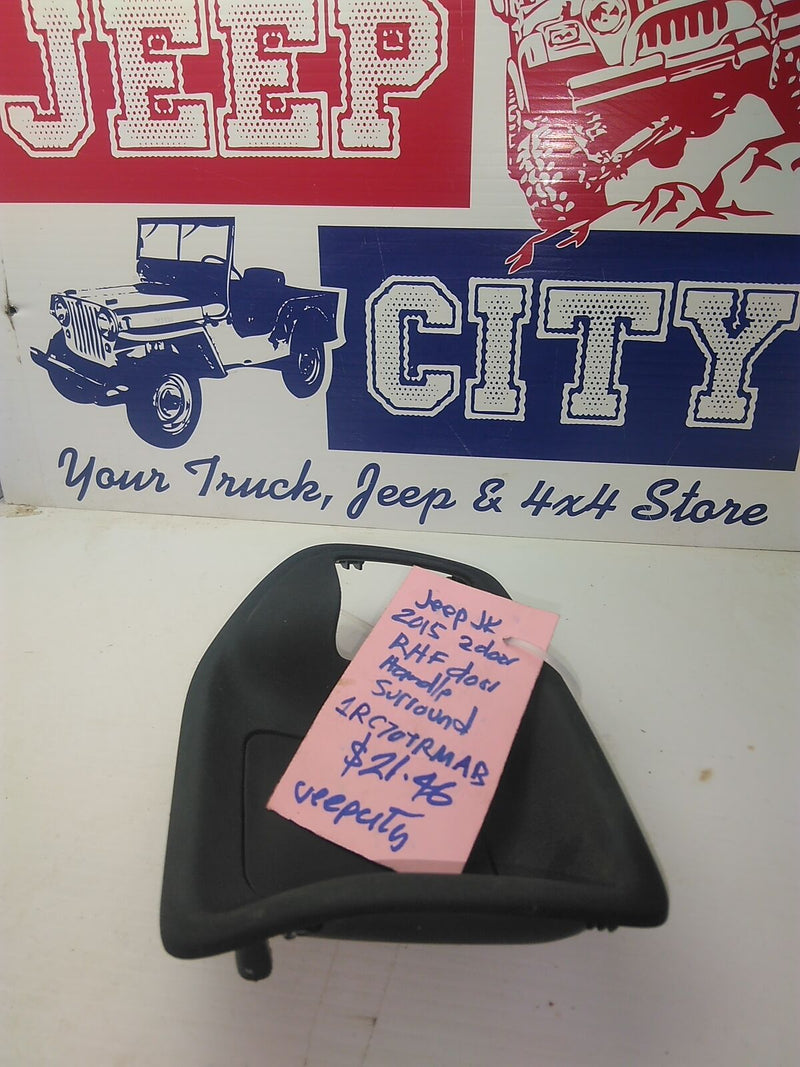 JEEP
CITY
Your Truck, Jeep & 4x4 Store
Jeep JK
2015 2door
RHF door
Handle
Surround
1RC70TRMAB
$21.46
Jeepcity